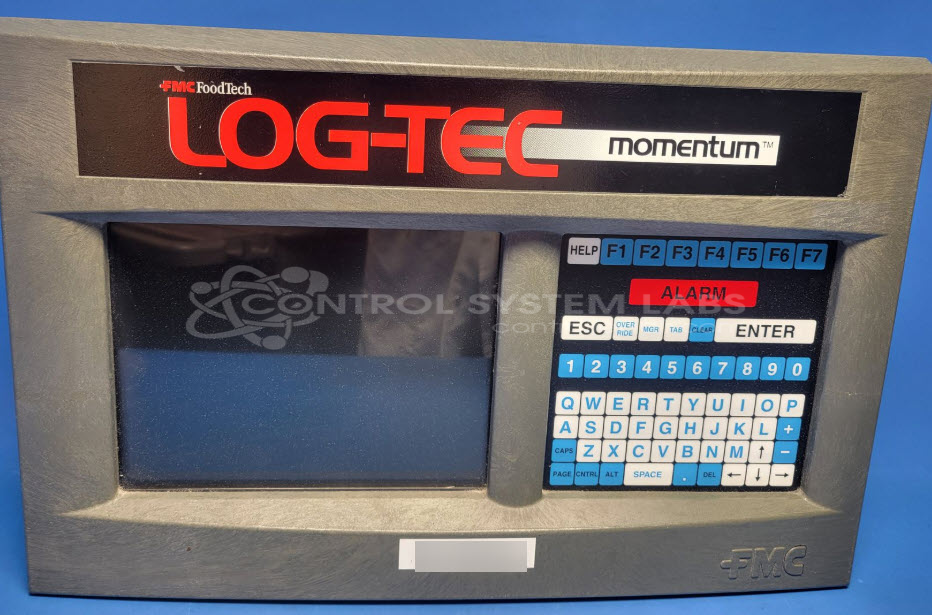 FMC FoodTech
LOG-TEC momentum™
HELP F1 F2 F3 F4 F5 F6 F7
ALARM
CONTROL SYSTEM LABS
ESC OVER RIDE MGR TAB CLEAR ENTER
1 2 3 4 5 6 7 8 9 0
Q W E R T Y U I O P
A S D F G H J K L +
CAPS Z X C V B N M ↑ -
PAGE CNTRL ALT SPACE . DEL ← ↓ →
FMC